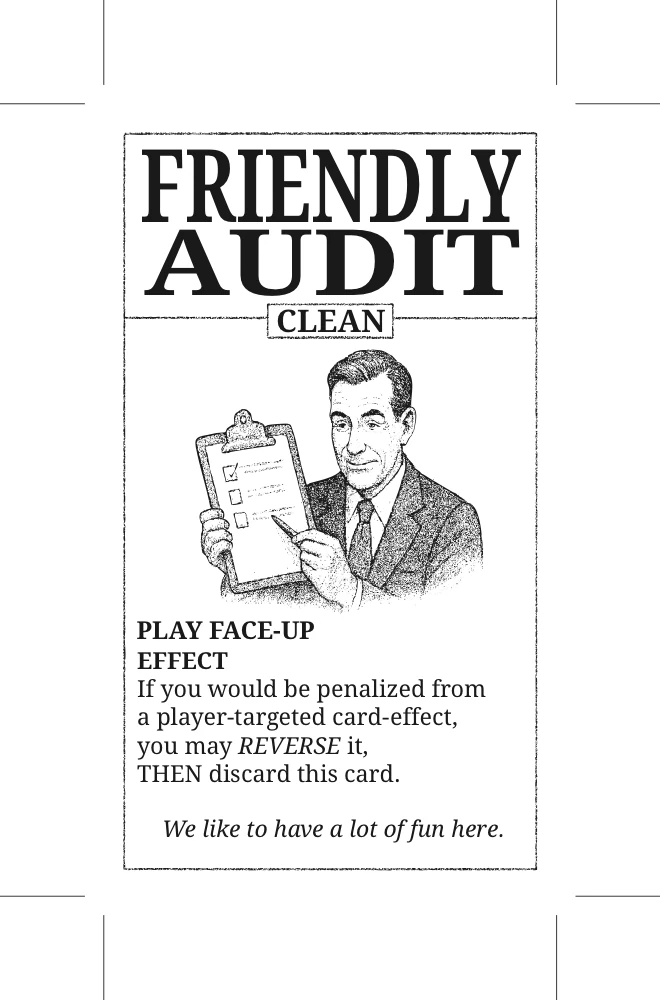 FRIENDLY
AUDIT
CLEAN
PLAY FACE-UP
EFFECT
If you would be penalized from
a player-targeted card-effect,
you may REVERSE it,
THEN discard this card.
We like to have a lot of fun here.